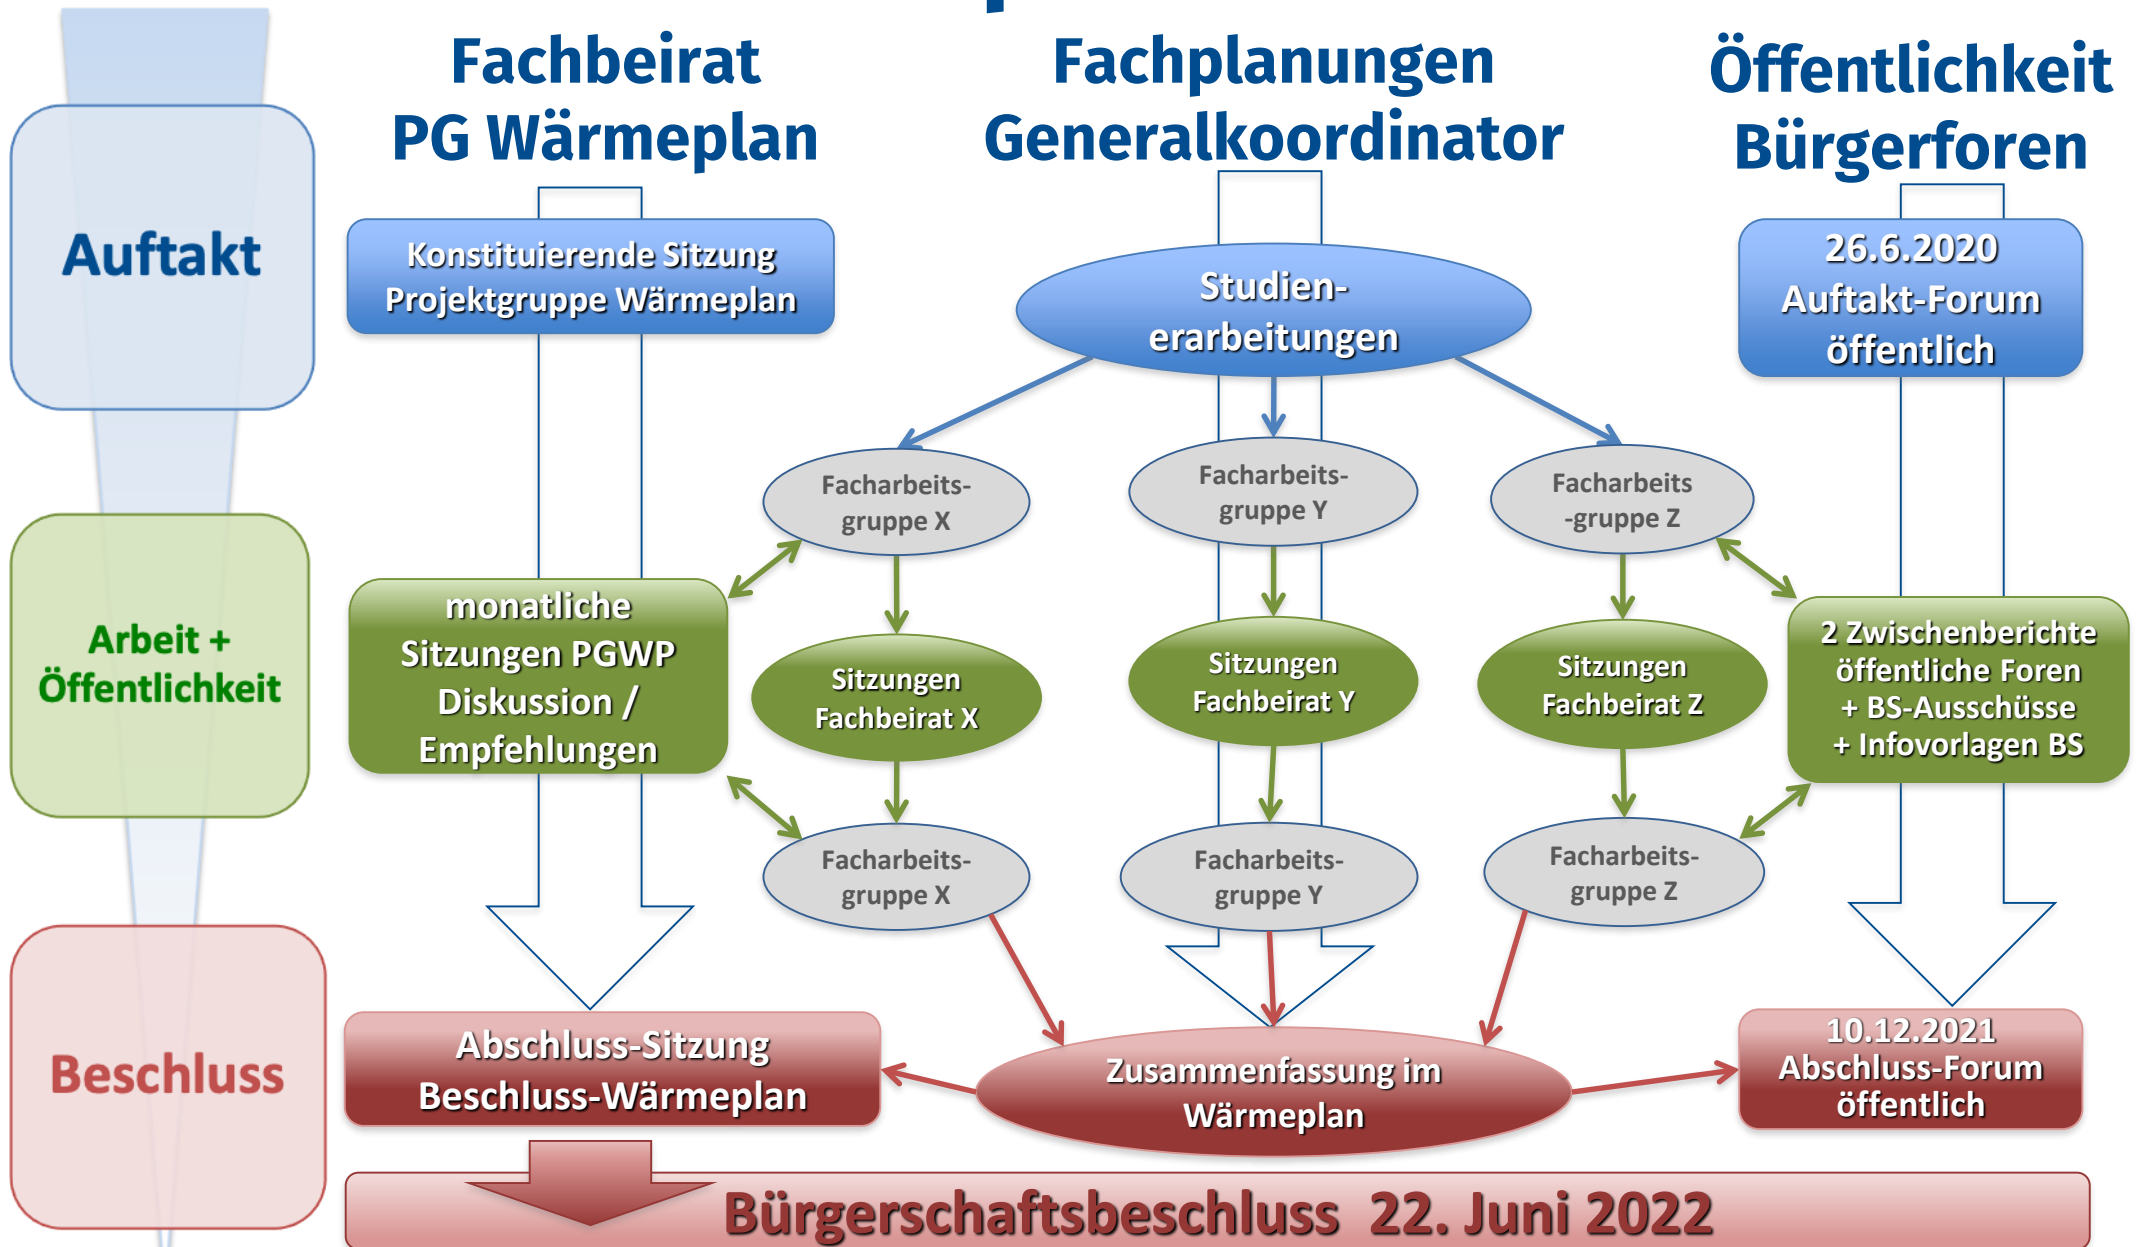 Fachbeirat
PG Wärmeplan
Fachplanungen
Generalkoordinator
Öffentlichkeit
Bürgerforen
Auftakt
Konstituierende Sitzung
Projektgruppe Wärmeplan
Studien-
erarbeitungen
26.6.2020
Auftakt-Forum
öffentlich
Facharbeits-
gruppe X
Facharbeits-
gruppe Y
Facharbeits
-gruppe Z
Arbeit +
Öffentlichkeit
monatliche
Sitzungen PGWP
Diskussion /
Empfehlungen
Sitzungen
Fachbeirat X
Sitzungen
Fachbeirat Y
Sitzungen
Fachbeirat Z
2 Zwischenberichte
öffentliche Foren
+ BS-Ausschüsse
+ Infovorlagen BS
Facharbeits-
gruppe X
Facharbeits-
gruppe Y
Facharbeits-
gruppe Z
Beschluss
Abschluss-Sitzung
Beschluss-Wärmeplan
Zusammenfassung im
Wärmeplan
10.12.2021
Abschluss-Forum
öffentlich
Bürgerschaftsbeschluss 22. Juni 2022